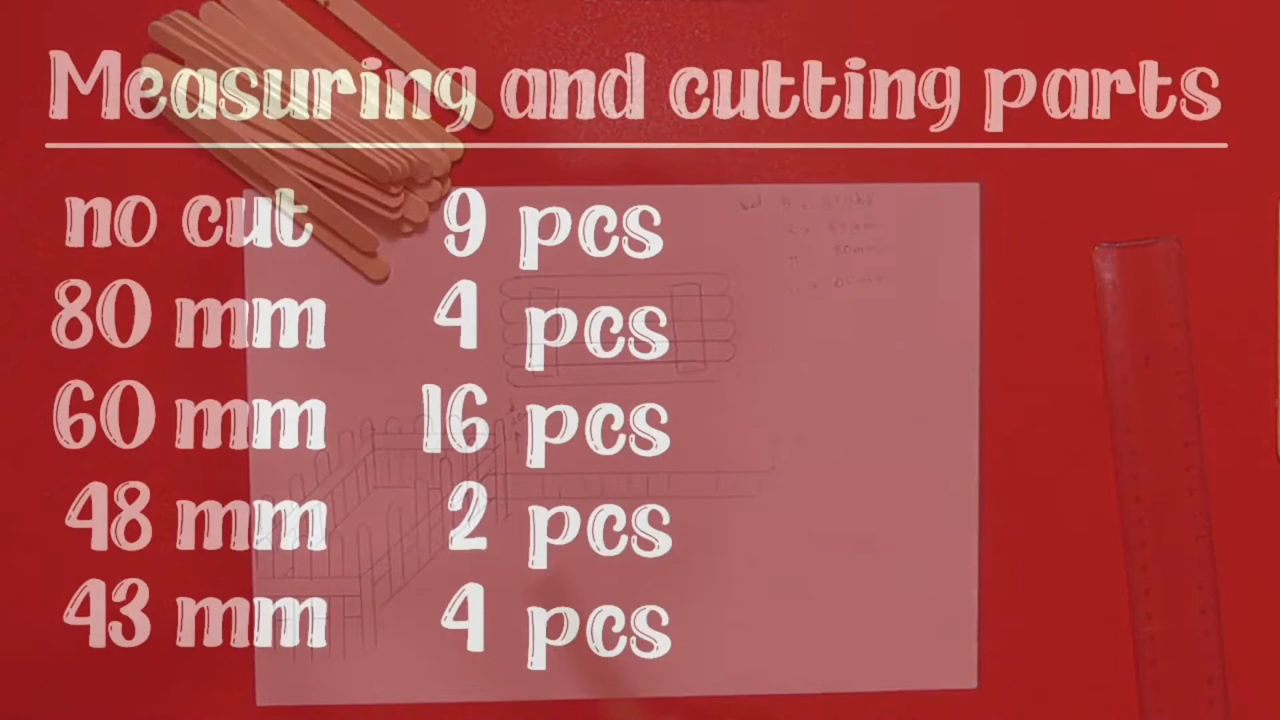 Measuring and cutting parts
no cut 9 pcs
80 mm 4 pcs
60 mm 16 pcs
48 mm 2 pcs
43 mm 4 pcs